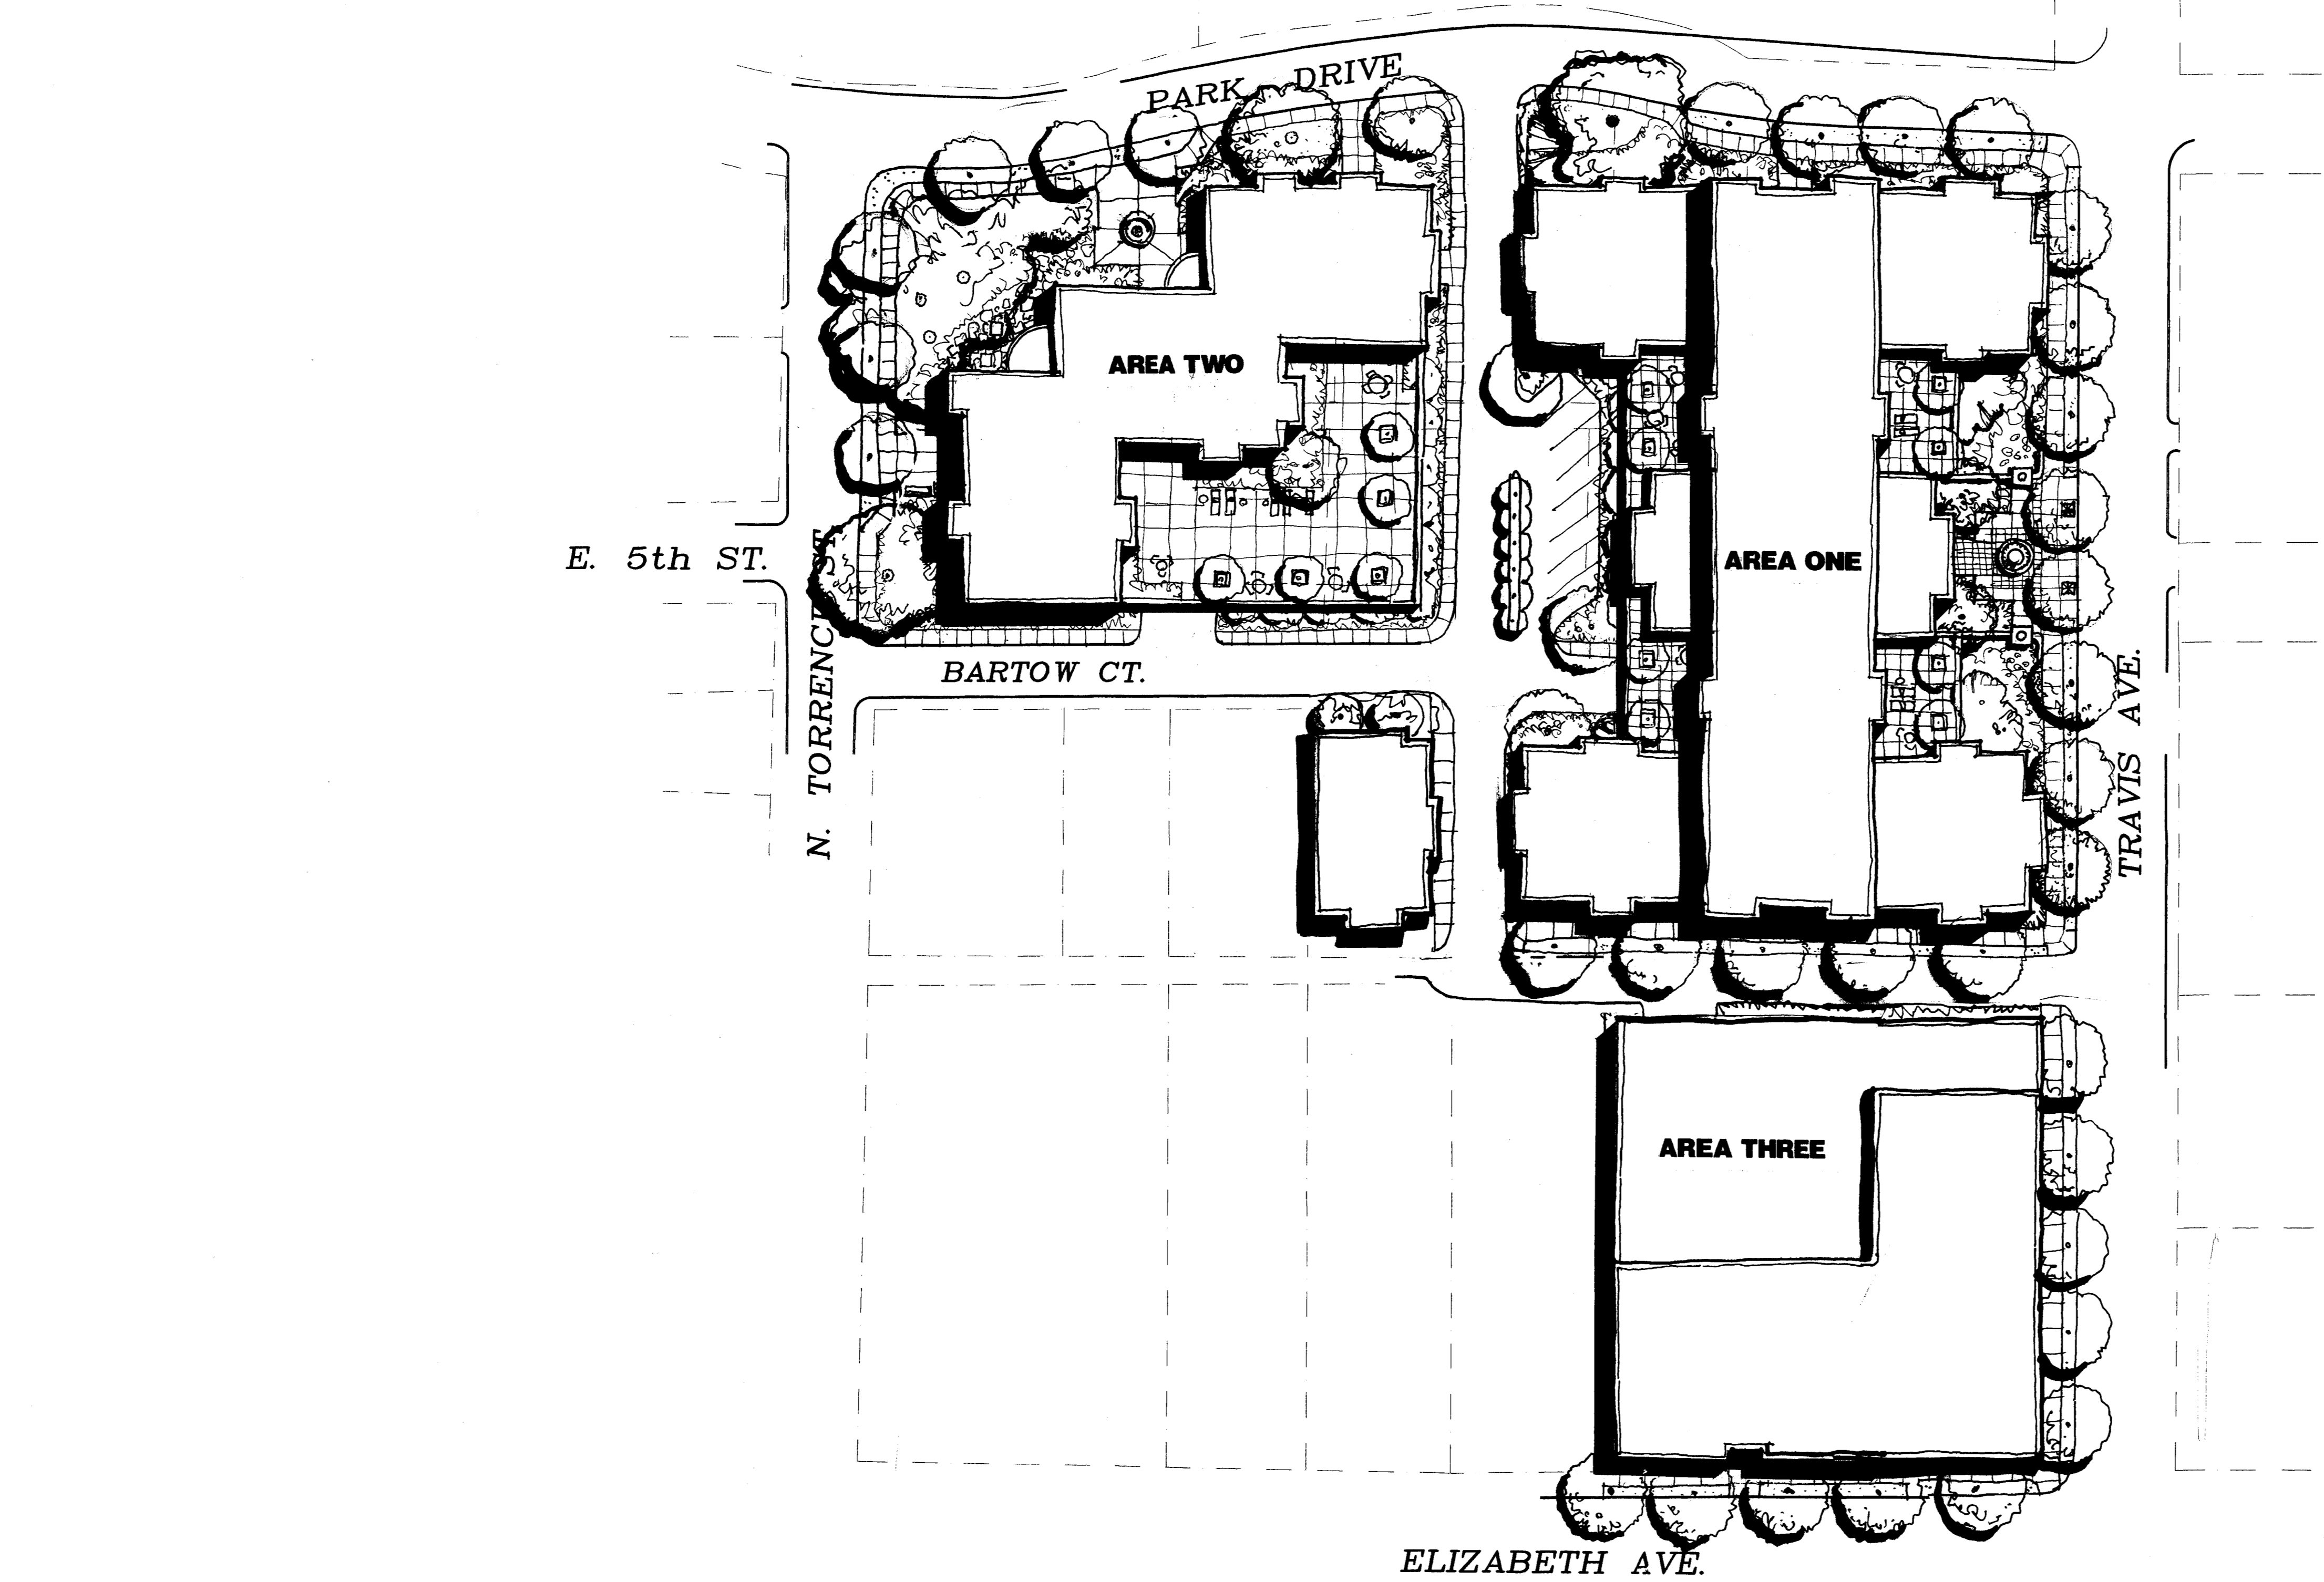 PARK DRIVE
AREA TWO
E. 5th ST.
AREA ONE
BARTOW CT.
N. TORRENCE ST.
TRAVIS AVE.
AREA THREE
ELIZABETH AVE.